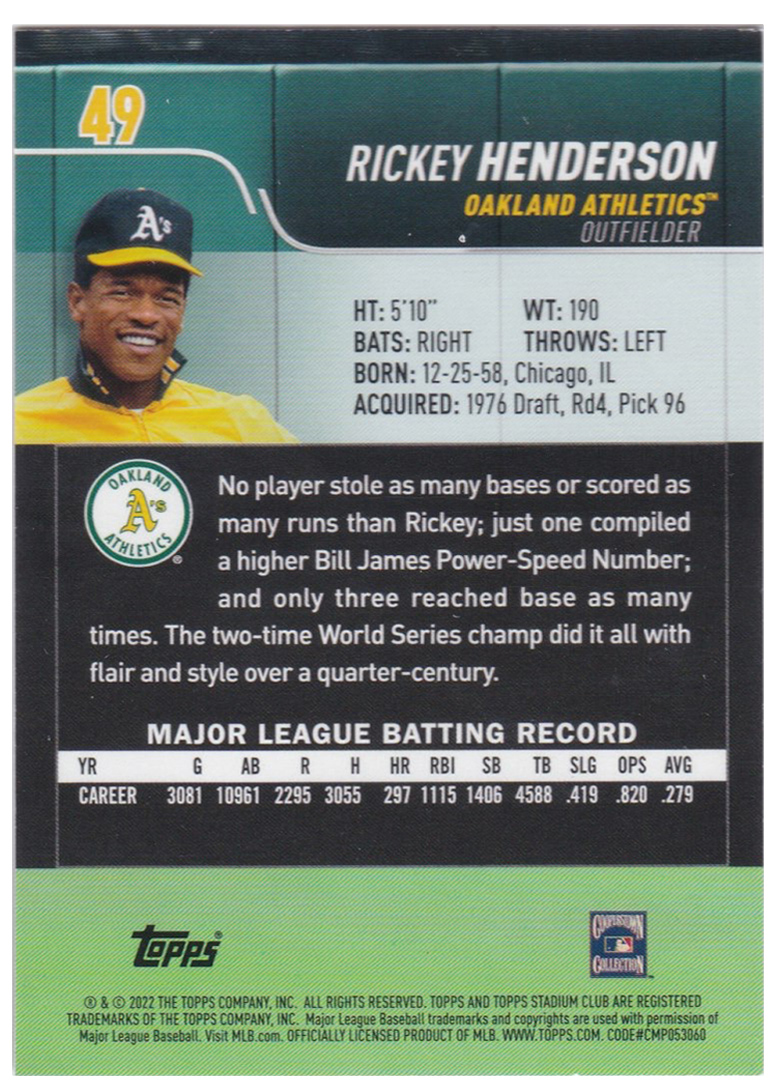 49
RICKEY HENDERSON
OAKLAND ATHLETICS™
OUTFIELDER
A's
HT: 5'10" WT: 190
BATS: RIGHT THROWS: LEFT
BORN: 12-25-58, Chicago, IL
ACQUIRED: 1976 Draft, Rd4, Pick 96
OAKLAND
A's
ATHLETICS ®
No player stole as many bases or scored as
many runs than Rickey; just one compiled
a higher Bill James Power-Speed Number;
and only three reached base as many
times. The two-time World Series champ did it all with
flair and style over a quarter-century.
MAJOR LEAGUE BATTING RECORD
YR G AB R H HR RBI SB TB SLG OPS AVG
CAREER 3081 10961 2295 3055 297 1115 1406 4588 .419 .820 .279
TOPPS®
COOPERSTOWN
COLLECTION™
® & © 2022 THE TOPPS COMPANY, INC. ALL RIGHTS RESERVED. TOPPS AND TOPPS STADIUM CLUB ARE REGISTERED
TRADEMARKS OF THE TOPPS COMPANY, INC. Major League Baseball trademarks and copyrights are used with permission of
Major League Baseball. Visit MLB.com. OFFICIALLY LICENSED PRODUCT OF MLB. WWW.TOPPS.COM. CODE#CMP053060